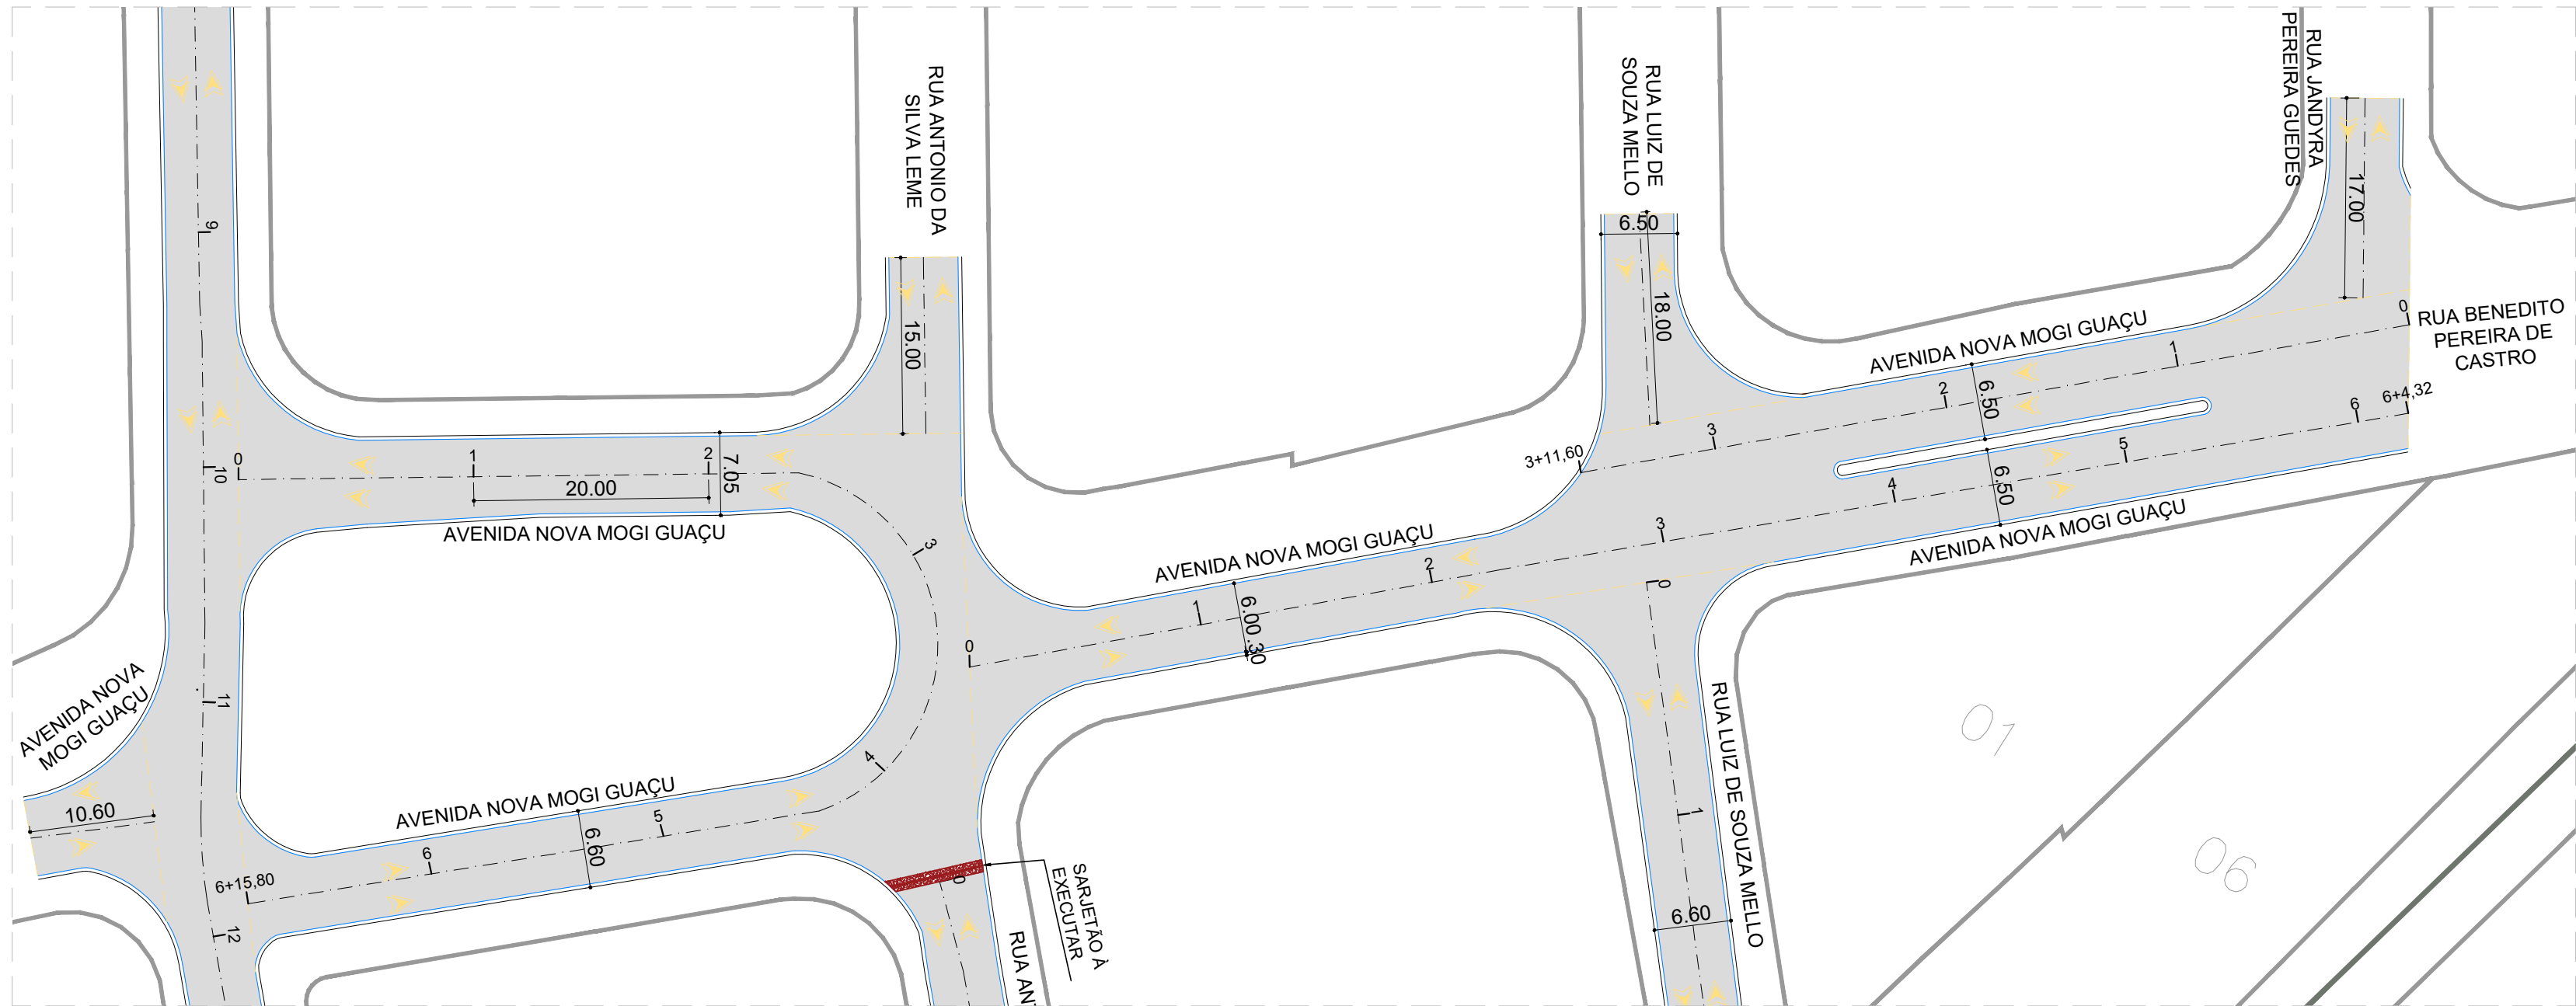 RUA ANTONIO DA
SILVA LEME
RUA LUIZ DE
SOUZA MELLO
RUA JANDYRA
PEREIRA GUEDES
9
15.00
6.50
18.00
17.00
0
RUA BENEDITO
PEREIRA DE
CASTRO
AVENIDA NOVA MOGI GUAÇU
1
2
6.50
3
3+11,60
6+4,32
6
5
4
3
6.50
AVENIDA NOVA MOGI GUAÇU
10
0
1
2
7.05
20.00
AVENIDA NOVA MOGI GUAÇU
3
4
AVENIDA NOVA MOGI GUAÇU
0
1
2
6.00
.30
0
1
RUA LUIZ DE SOUZA MELLO
6.60
01
06
11
AVENIDA NOVA
MOGI GUAÇU
10.60
AVENIDA NOVA MOGI GUAÇU
5
6
6.60
6+15,80
12
0
SARJETÃO À
EXECUTAR
RUA ANT